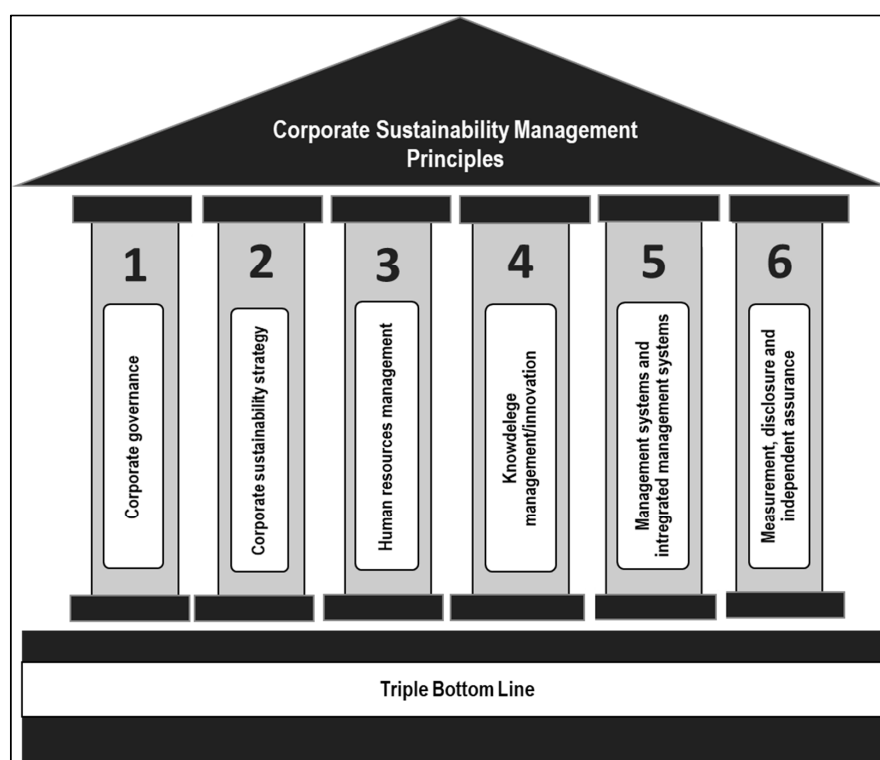 Corporate Sustainability Management
Principles
1
2
3
4
5
6
Corporate governance
Corporate sustainability strategy
Human resources management
Knowdelege
management/innovation
Management systems and
intregrated management systems
Measurement, disclosure and
independent assurance
Triple Bottom Line